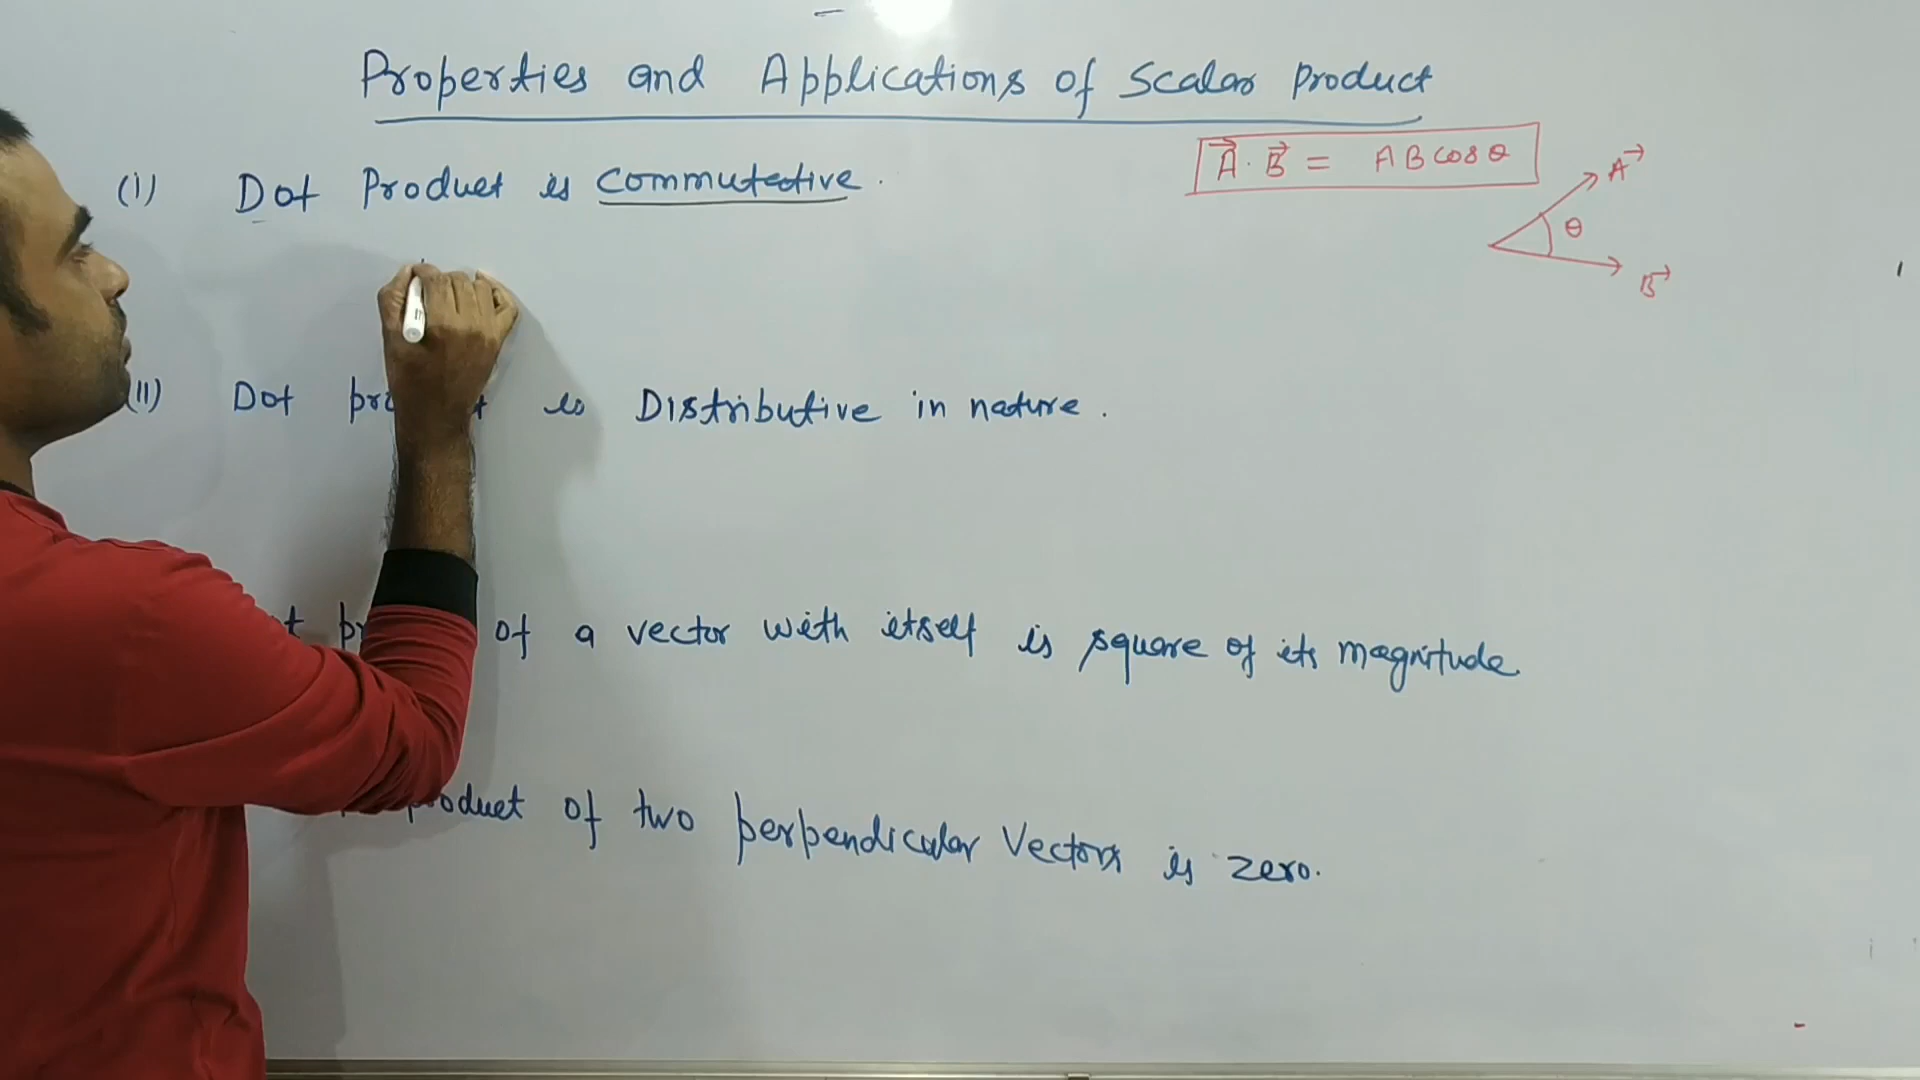 Properties and Applications of Scalar product
A⃗ · B⃗ = AB cos θ
A⃗
θ
B⃗
(I) Dot Product is Commutative.
(II) Dot is Distributive in nature.
of a vector with itself is square of its magnitude
product of two perpendicular Vectors is zero.